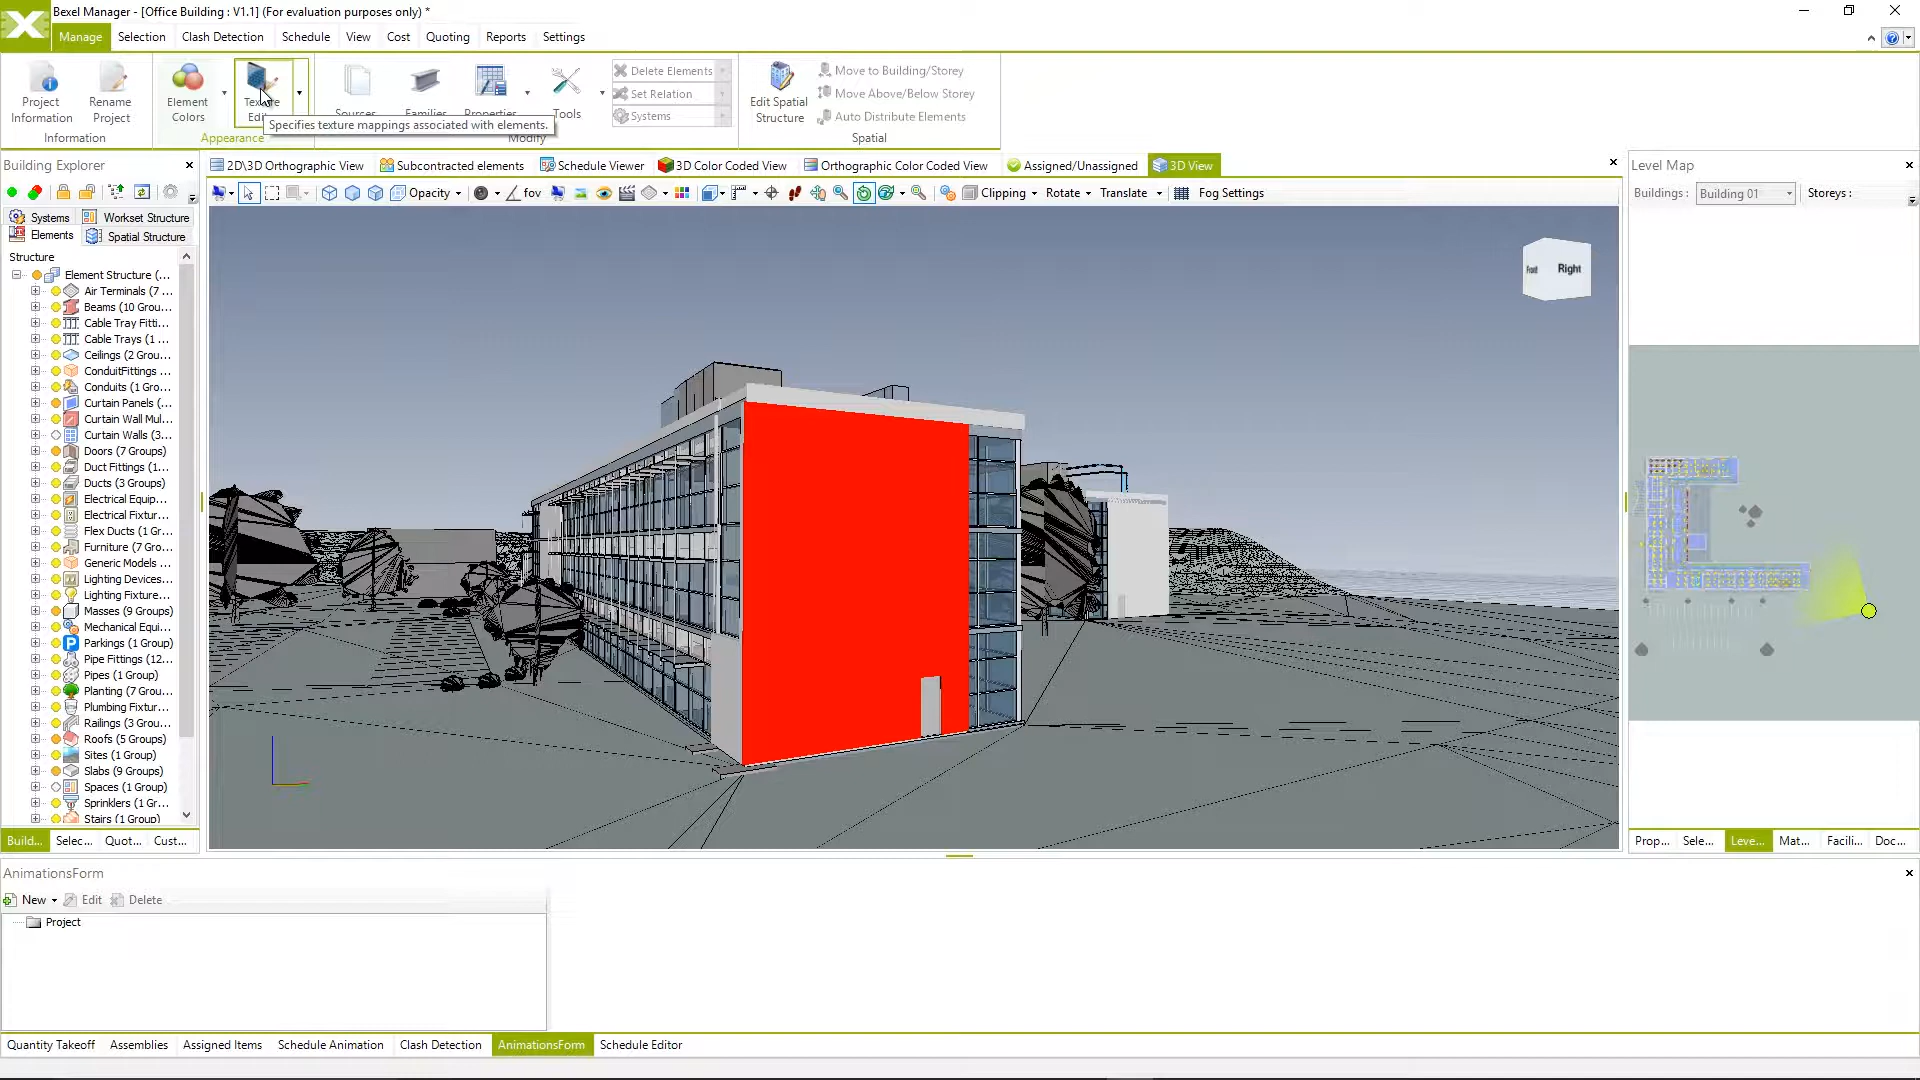 Bexel Manager - [Office Building : V1.1] (For evaluation purposes only) *
Manage Selection Clash Detection Schedule View Cost Quoting Reports Settings
Project Information
Rename Project
Information
Element Colors
Appearance
Tools
Modify
Delete Elements
Set Relation
Systems
Edit Spatial Structure
Move to Building/Storey
Move Above/Below Storey
Auto Distribute Elements
Spatial
Specifies texture mappings associated with elements.
Building Explorer
2D\3D Orthographic View Subcontracted elements Schedule Viewer 3D Color Coded View Orthographic Color Coded View Assigned/Unassigned 3D View
Level Map
Opacity fov Clipping Rotate Translate Fog Settings
Buildings : Building 01 Storeys :
Systems Workset Structure
Elements Spatial Structure
Structure
Element Structure (...
Air Terminals (7 ...
Beams (10 Grou...
Cable Tray Fitti...
Cable Trays (1 ...
Ceilings (2 Grou...
ConduitFittings ...
Conduits (1 Gro...
Curtain Panels (...
Curtain Wall Mul...
Curtain Walls (3...
Doors (7 Groups)
Duct Fittings (1...
Ducts (3 Groups)
Electrical Equip...
Electrical Fixtur...
Flex Ducts (1 Gr...
Furniture (7 Gro...
Generic Models ...
Lighting Devices...
Lighting Fixture...
Masses (9 Groups)
Mechanical Equi...
Parkings (1 Group)
Pipe Fittings (12...
Pipes (1 Group)
Planting (7 Grou...
Plumbing Fixtur...
Railings (3 Grou...
Roofs (5 Groups)
Sites (1 Group)
Slabs (9 Groups)
Spaces (1 Group)
Sprinklers (1 Gr...
Stairs (1 Group)
Front Right
Build... Selec... Quot... Cust...
Prop... Sele... Leve... Mat... Facili... Doc...
AnimationsForm
New Edit Delete
Project
Quantity Takeoff Assemblies Assigned Items Schedule Animation Clash Detection AnimationsForm Schedule Editor